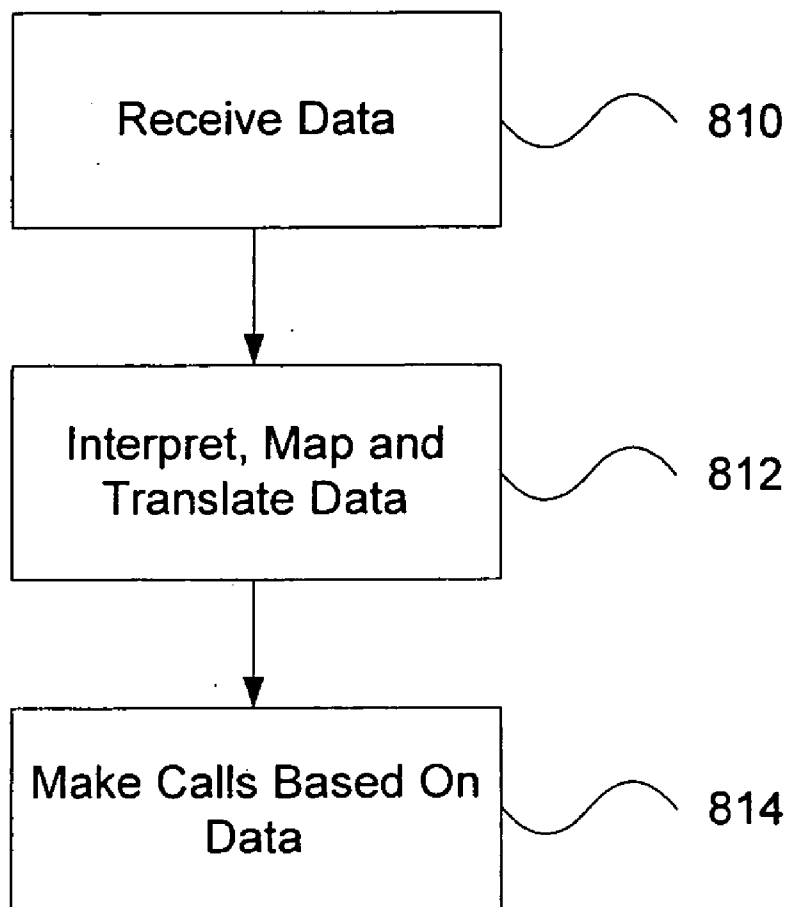 Receive Data
810
Interpret, Map and
Translate Data
812
Make Calls Based On
Data
814